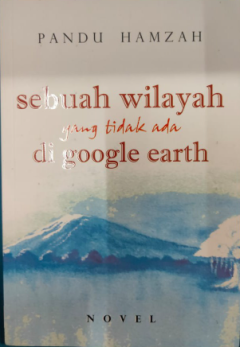 PANDU HAMZAH
sebuah wilayah
yang tidak ada
di google earth
NOVEL